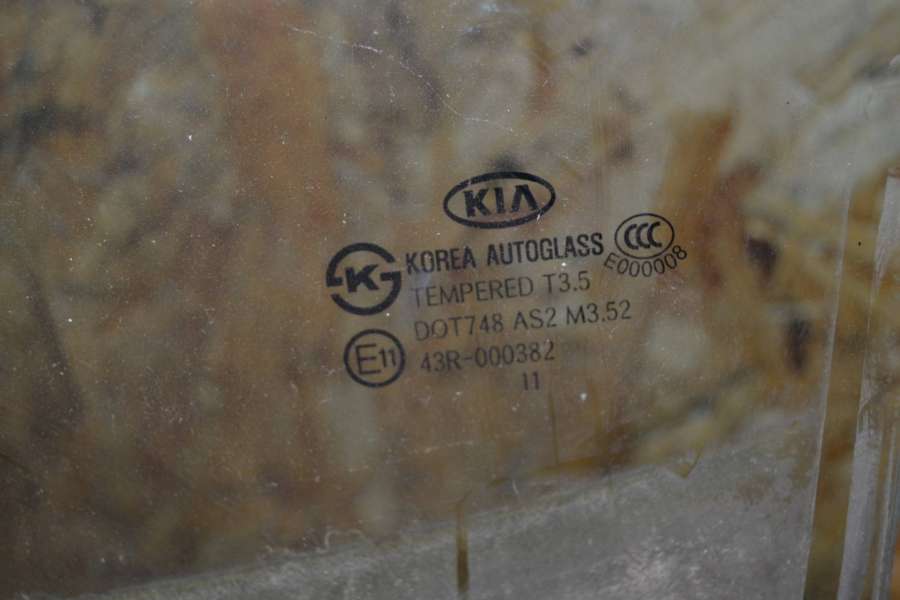 KIA
KOREA AUTOGLASS
CCC
E000008
TEMPERED T3.5
DOT748 AS2 M3.52
E11
43R-000382
11